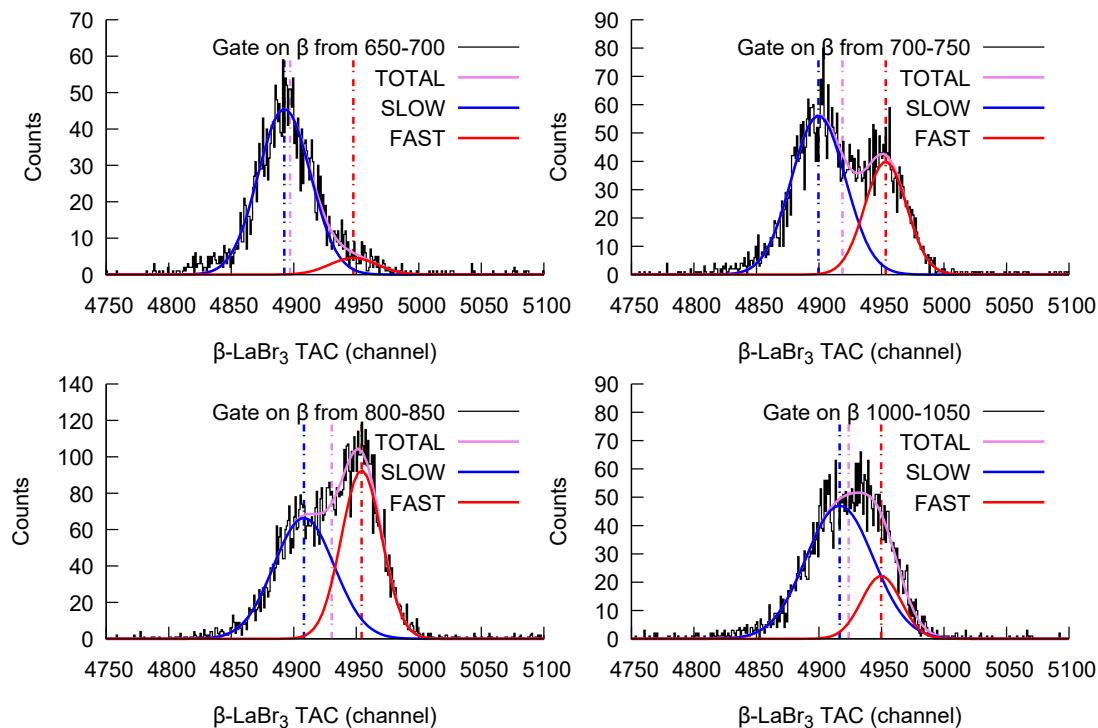 70
60
50
40
30
20
10
0
Counts
Gate on β from 650-700
TOTAL
SLOW
FAST
4750 4800 4850 4900 4950 5000 5050 5100
β-LaBr₃ TAC (channel)
90
80
70
60
50
40
30
20
10
0
Counts
Gate on β from 700-750
TOTAL
SLOW
FAST
4750 4800 4850 4900 4950 5000 5050 5100
β-LaBr₃ TAC (channel)
140
120
100
80
60
40
20
0
Counts
Gate on β from 800-850
TOTAL
SLOW
FAST
4750 4800 4850 4900 4950 5000 5050 5100
β-LaBr₃ TAC (channel)
90
80
70
60
50
40
30
20
10
0
Counts
Gate on β 1000-1050
TOTAL
SLOW
FAST
4750 4800 4850 4900 4950 5000 5050 5100
β-LaBr₃ TAC (channel)